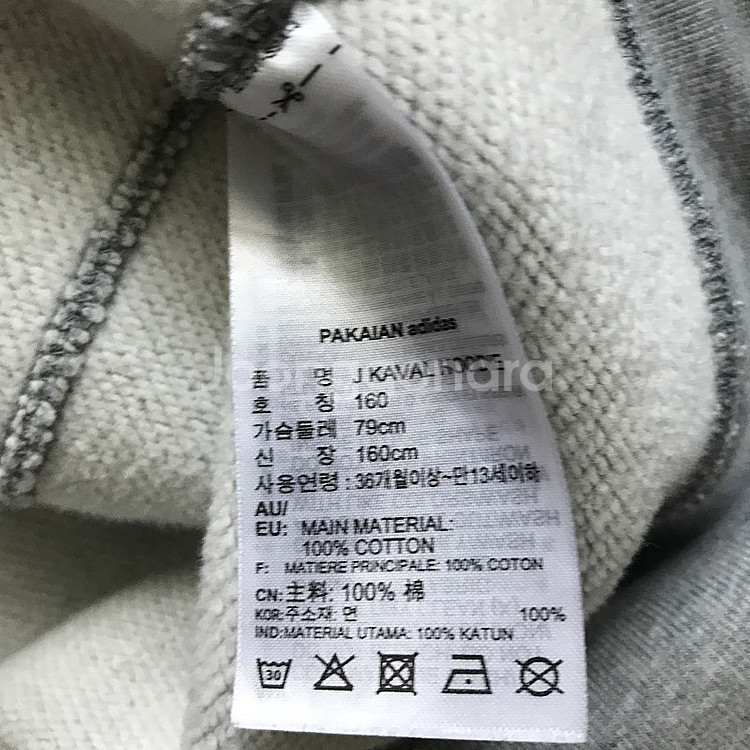 PAKAIAN adidas
품 명 J KAVAL
호 칭 160
가슴둘레 79cm
신 장 160cm
사용연령 : 36개월이상~만13세이하
AU/
EU: MAIN MATERIAL:
100% COTTON
F: MATIERE PRINCIPALE: 100% COTON
CN:主料: 100% 棉
KOR:주소재: 면 100%
IND:MATERIAL UTAMA: 100% KATUN
30